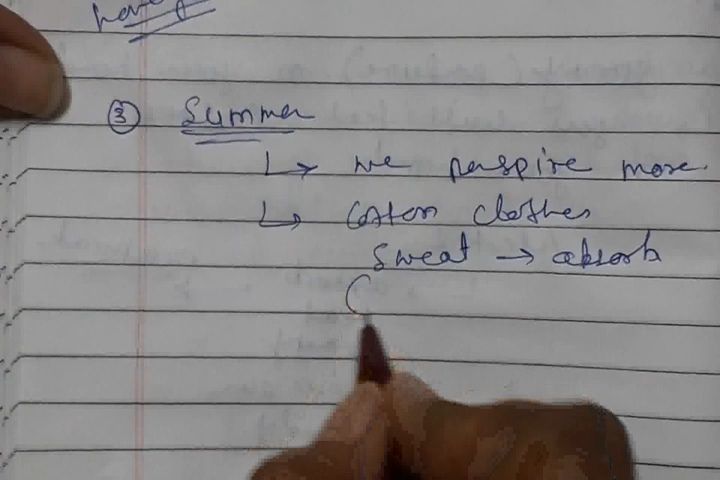 ③ Summer
↳ we perspire more.
↳ Cotton clothes
sweat → absorb
(